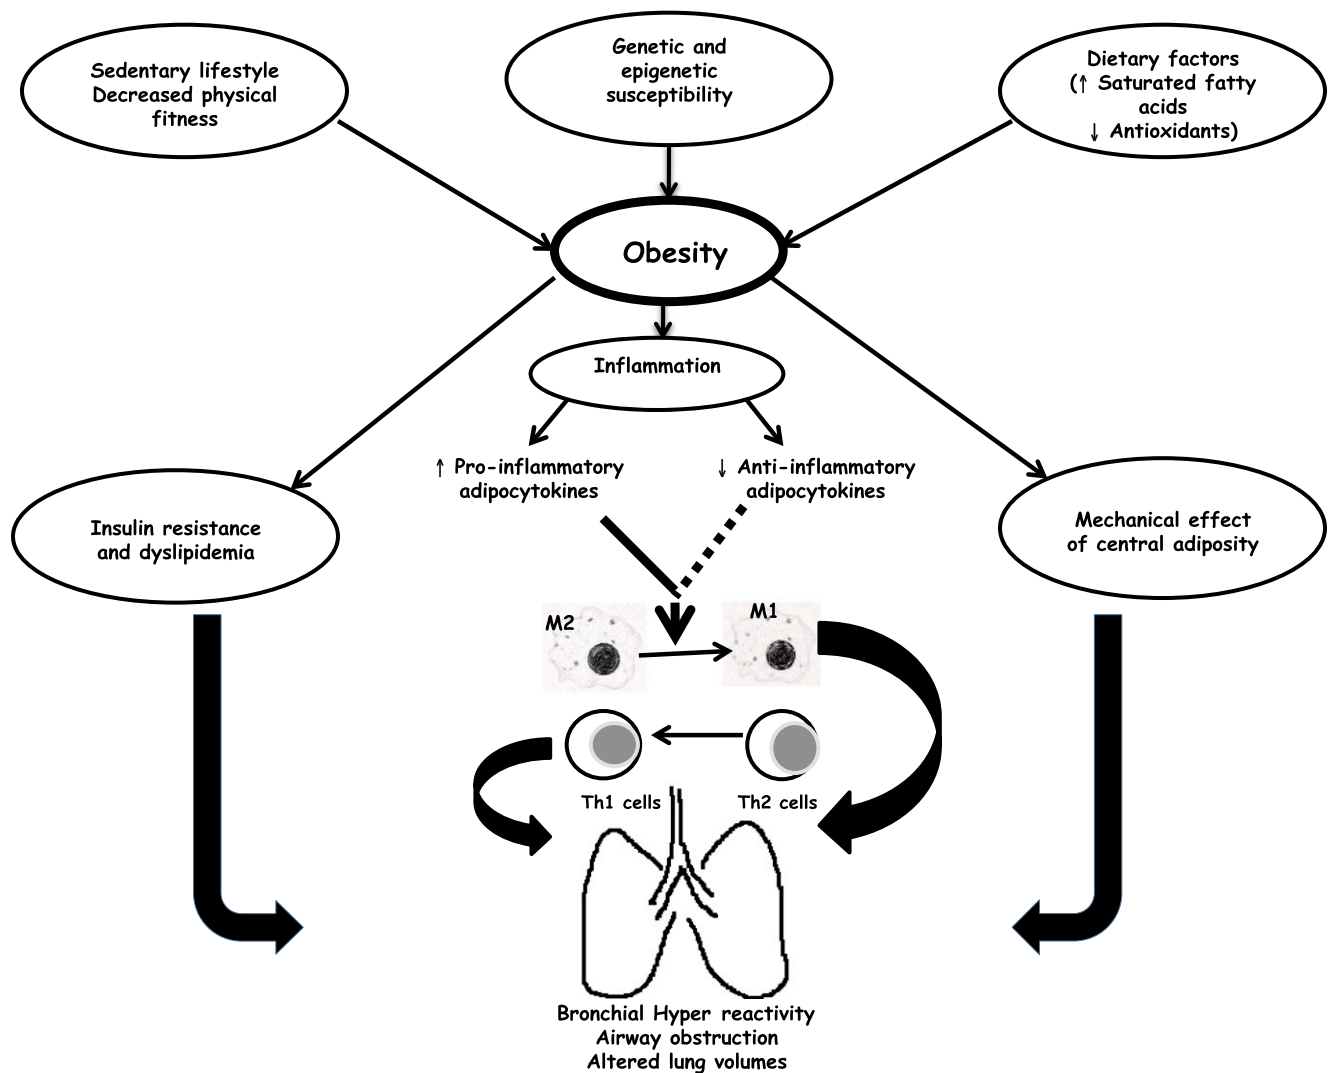 Sedentary lifestyle
Decreased physical
fitness
Genetic and
epigenetic
susceptibility
Dietary factors
(↑ Saturated fatty
acids
↓ Antioxidants)
Obesity
Inflammation
↑ Pro-inflammatory
adipocytokines
↓ Anti-inflammatory
adipocytokines
Insulin resistance
and dyslipidemia
Mechanical effect
of central adiposity
M2
M1
Th1 cells
Th2 cells
Bronchial Hyper reactivity
Airway obstruction
Altered lung volumes